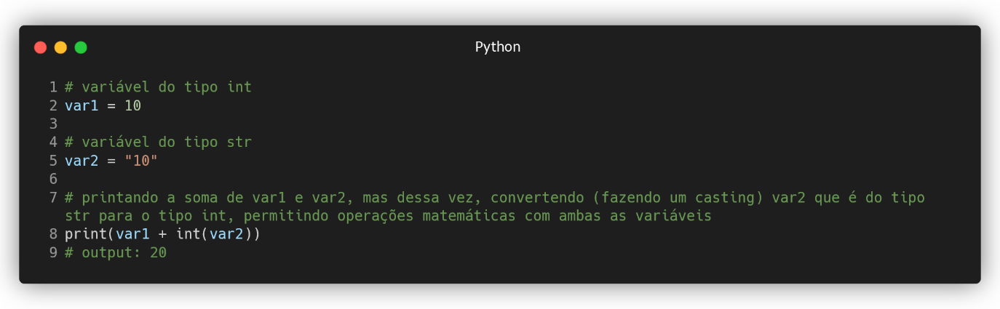 Python
1 # variável do tipo int
2 var1 = 10
3
4 # variável do tipo str
5 var2 = "10"
6
7 # printando a soma de var1 e var2, mas dessa vez, convertendo (fazendo um casting) var2 que é do tipo
str para o tipo int, permitindo operações matemáticas com ambas as variáveis
8 print(var1 + int(var2))
9 # output: 20